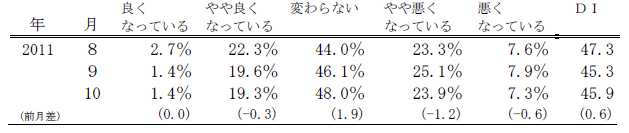 良く やや良く 変わらない やや悪く 悪く DI
年 月 なっている なっている なっている なっている
2011 8 2.7% 22.3% 44.0% 23.3% 7.6% 47.3
9 1.4% 19.6% 46.1% 25.1% 7.9% 45.3
10 1.4% 19.3% 48.0% 23.9% 7.3% 45.9
(前月差) (0.0) (-0.3) (1.9) (-1.2) (-0.6) (0.6)